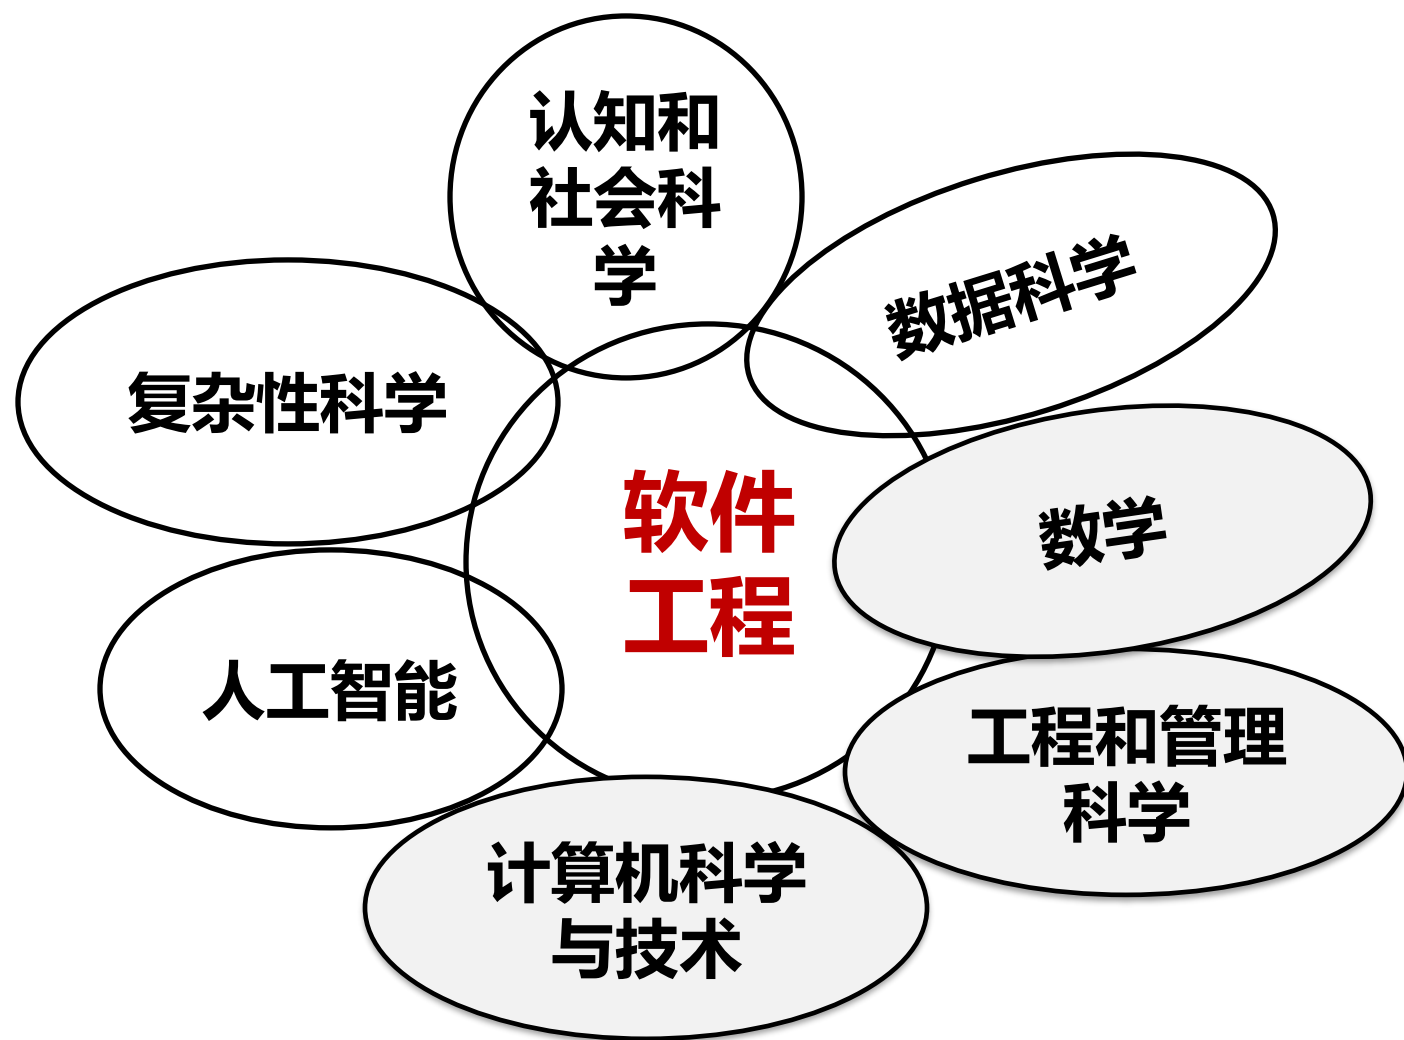 认知和
社会科
学
数据科学
复杂性科学
软件
工程
数学
人工智能
工程和管理
科学
计算机科学
与技术